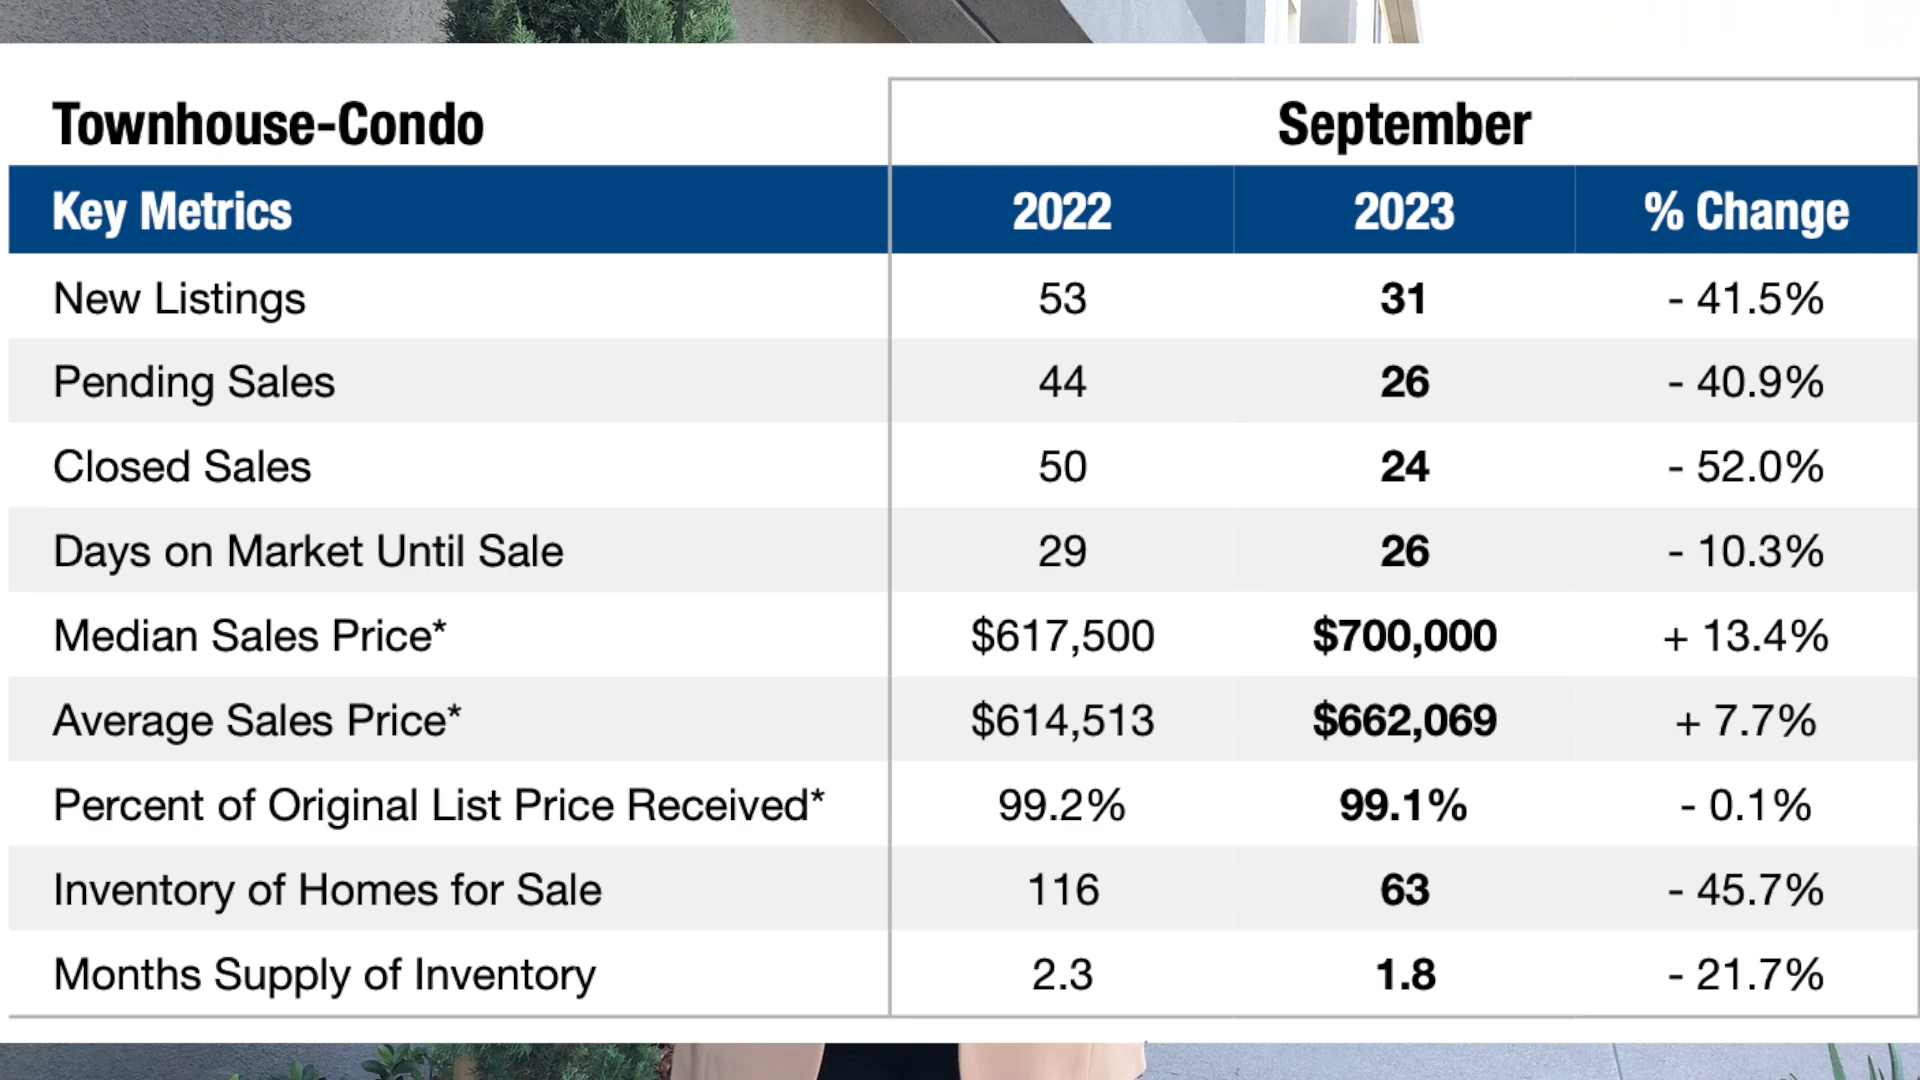 Townhouse-Condo September
Key Metrics 2022 2023 % Change
New Listings 53 31 - 41.5%
Pending Sales 44 26 - 40.9%
Closed Sales 50 24 - 52.0%
Days on Market Until Sale 29 26 - 10.3%
Median Sales Price* $617,500 $700,000 + 13.4%
Average Sales Price* $614,513 $662,069 + 7.7%
Percent of Original List Price Received* 99.2% 99.1% - 0.1%
Inventory of Homes for Sale 116 63 - 45.7%
Months Supply of Inventory 2.3 1.8 - 21.7%